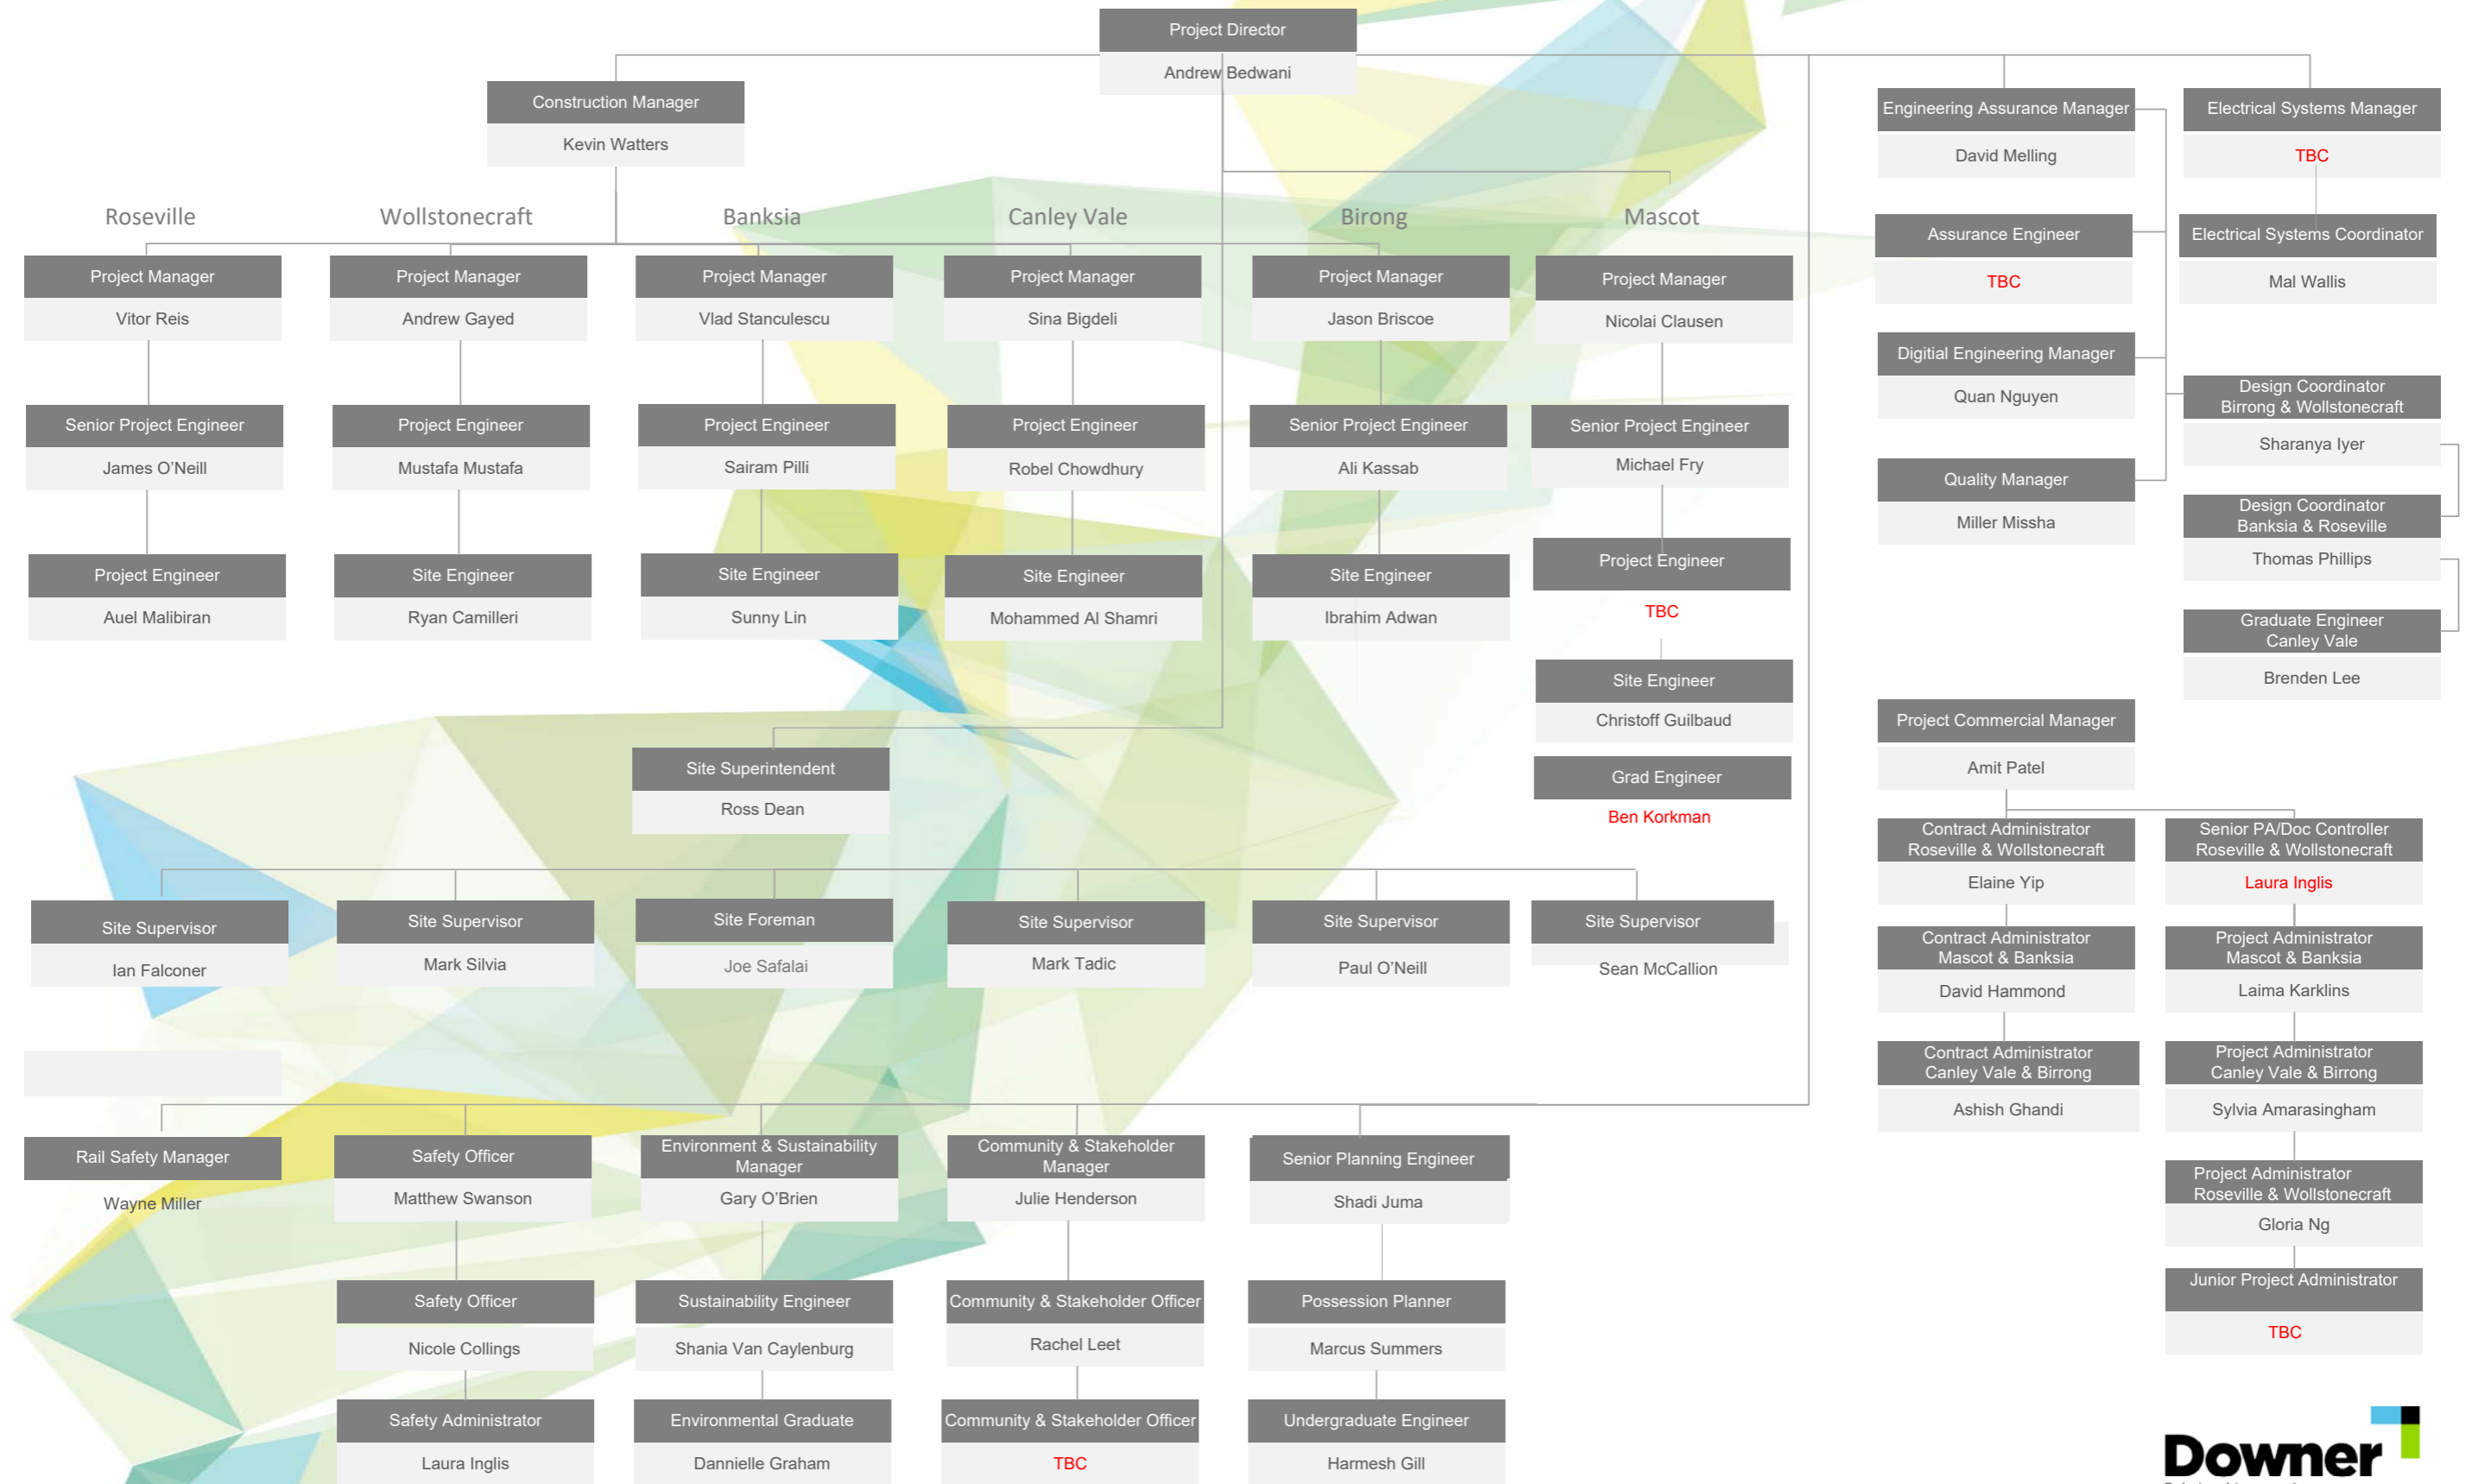 Project Director
Andrew Bedwani
Construction Manager
Kevin Watters
Engineering Assurance Manager
David Melling
Electrical Systems Manager
TBC
Roseville
Wollstonecraft
Banksia
Canley Vale
Birong
Mascot
Assurance Engineer
TBC
Electrical Systems Coordinator
Mal Wallis
Project Manager
Vitor Reis
Project Manager
Andrew Gayed
Project Manager
Vlad Stanculescu
Project Manager
Sina Bigdeli
Project Manager
Jason Briscoe
Project Manager
Nicolai Clausen
Digitial Engineering Manager
Quan Nguyen
Design Coordinator
Birrong & Wollstonecraft
Sharanya Iyer
Senior Project Engineer
James O’Neill
Project Engineer
Mustafa Mustafa
Project Engineer
Sairam Pilli
Project Engineer
Robel Chowdhury
Senior Project Engineer
Ali Kassab
Senior Project Engineer
Michael Fry
Quality Manager
Miller Missha
Design Coordinator
Banksia & Roseville
Thomas Phillips
Project Engineer
Auel Malibiran
Site Engineer
Ryan Camilleri
Site Engineer
Sunny Lin
Site Engineer
Mohammed Al Shamri
Site Engineer
Ibrahim Adwan
Project Engineer
TBC
Graduate Engineer
Canley Vale
Brenden Lee
Site Engineer
Christoff Guilbaud
Grad Engineer
Ben Korkman
Project Commercial Manager
Amit Patel
Site Superintendent
Ross Dean
Contract Administrator
Roseville & Wollstonecraft
Elaine Yip
Senior PA/Doc Controller
Roseville & Wollstonecraft
Laura Inglis
Site Supervisor
Ian Falconer
Site Supervisor
Mark Silvia
Site Foreman
Joe Safalai
Site Supervisor
Mark Tadic
Site Supervisor
Paul O’Neill
Site Supervisor
Sean McCallion
Contract Administrator
Mascot & Banksia
David Hammond
Project Administrator
Mascot & Banksia
Laima Karklins
Contract Administrator
Canley Vale & Birrong
Ashish Ghandi
Project Administrator
Canley Vale & Birrong
Sylvia Amarasingham
Rail Safety Manager
Wayne Miller
Safety Officer
Matthew Swanson
Environment & Sustainability
Manager
Gary O’Brien
Community & Stakeholder
Manager
Julie Henderson
Senior Planning Engineer
Shadi Juma
Project Administrator
Roseville & Wollstonecraft
Gloria Ng
Safety Officer
Nicole Collings
Sustainability Engineer
Shania Van Caylenburg
Community & Stakeholder Officer
Rachel Leet
Possession Planner
Marcus Summers
Junior Project Administrator
TBC
Safety Administrator
Laura Inglis
Environmental Graduate
Dannielle Graham
Community & Stakeholder Officer
TBC
Undergraduate Engineer
Harmesh Gill
Downer